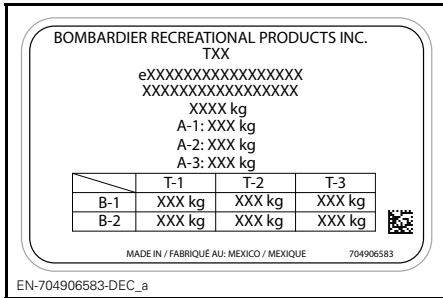 BOMBARDIER RECREATIONAL PRODUCTS INC.
TXX
eXXXXXXXXXXXXXXXXX
XXXXXXXXXXXXXXXXX
XXXX kg
A-1: XXX kg
A-2: XXX kg
A-3: XXX kg
T-1 T-2 T-3
B-1 XXX kg XXX kg XXX kg
B-2 XXX kg XXX kg XXX kg
MADE IN / FABRIQUÉ AU: MEXICO / MEXIQUE 704906583
EN-704906583-DEC_a